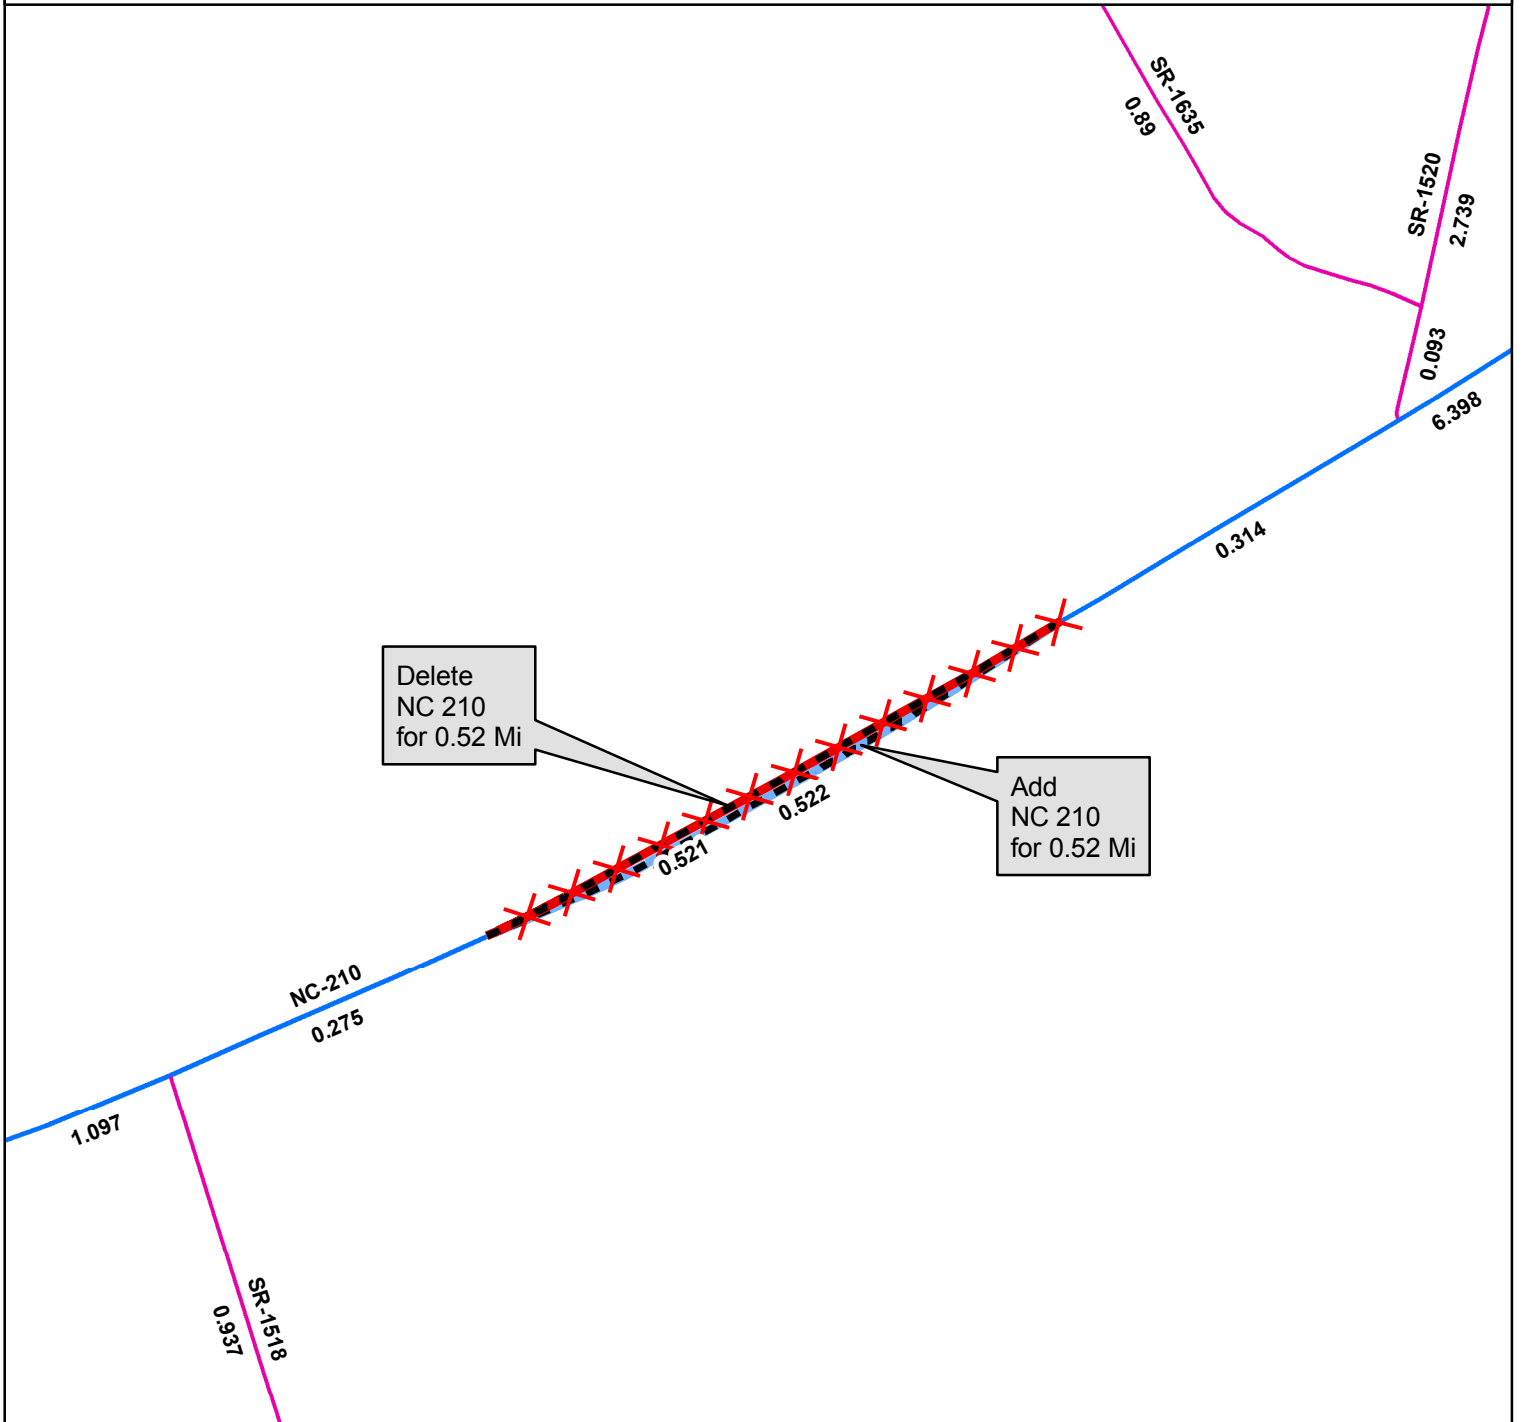 SR-1635
0.89
SR-1520
2.739
0.093
6.398
0.314
Delete
NC 210
for 0.52 Mi
Add
NC 210
for 0.52 Mi
0.522
0.521
NC-210
0.275
1.097
SR-1518
0.937